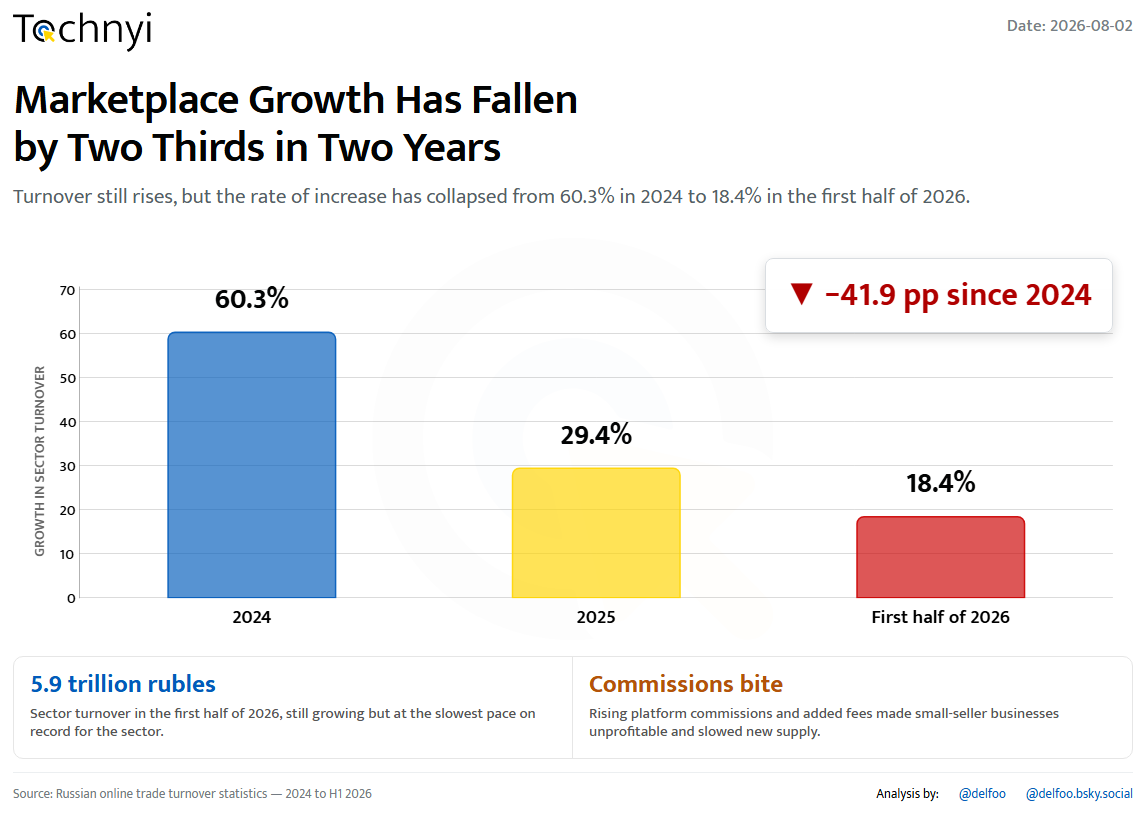 Technyi
Date: 2026-08-02
Marketplace Growth Has Fallen
by Two Thirds in Two Years
Turnover still rises, but the rate of increase has collapsed from 60.3% in 2024 to 18.4% in the first half of 2026.
▼ −41.9 pp since 2024
GROWTH IN SECTOR TURNOVER
70
60
50
40
30
20
10
0
60.3%
29.4%
18.4%
2024
2025
First half of 2026
5.9 trillion rubles
Sector turnover in the first half of 2026, still growing but at the slowest pace on
record for the sector.
Commissions bite
Rising platform commissions and added fees made small-seller businesses
unprofitable and slowed new supply.
Source: Russian online trade turnover statistics — 2024 to H1 2026
Analysis by: @delfoo @delfoo.bsky.social